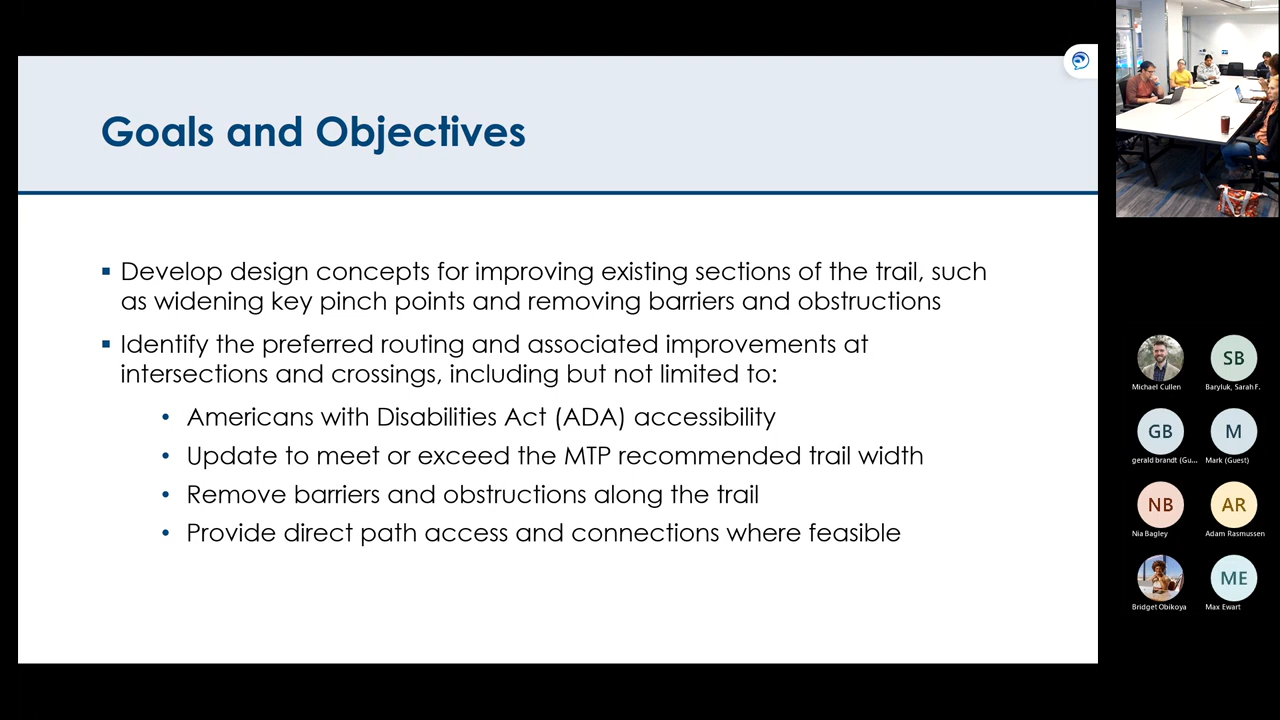 Goals and Objectives
Develop design concepts for improving existing sections of the trail, such
as widening key pinch points and removing barriers and obstructions
Identify the preferred routing and associated improvements at
intersections and crossings, including but not limited to:
Americans with Disabilities Act (ADA) accessibility
Update to meet or exceed the MTP recommended trail width
Remove barriers and obstructions along the trail
Provide direct path access and connections where feasible
Michael Cullen
SB
Baryluk, Sarah F.
GB
gerald brandt (Gu...
M
Mark (Guest)
NB
Nia Bagley
AR
Adam Rasmussen
Bridget Obikoya
ME
Max Ewart